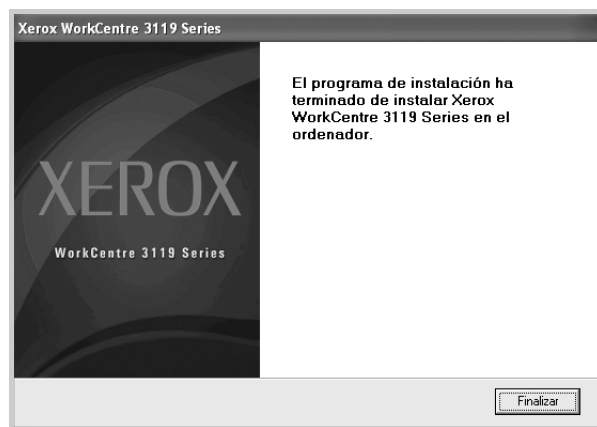 Xerox WorkCentre 3119 Series
El programa de instalación ha
terminado de instalar Xerox
WorkCentre 3119 Series en el
ordenador.
XEROX
WorkCentre 3119 Series
Finalizar